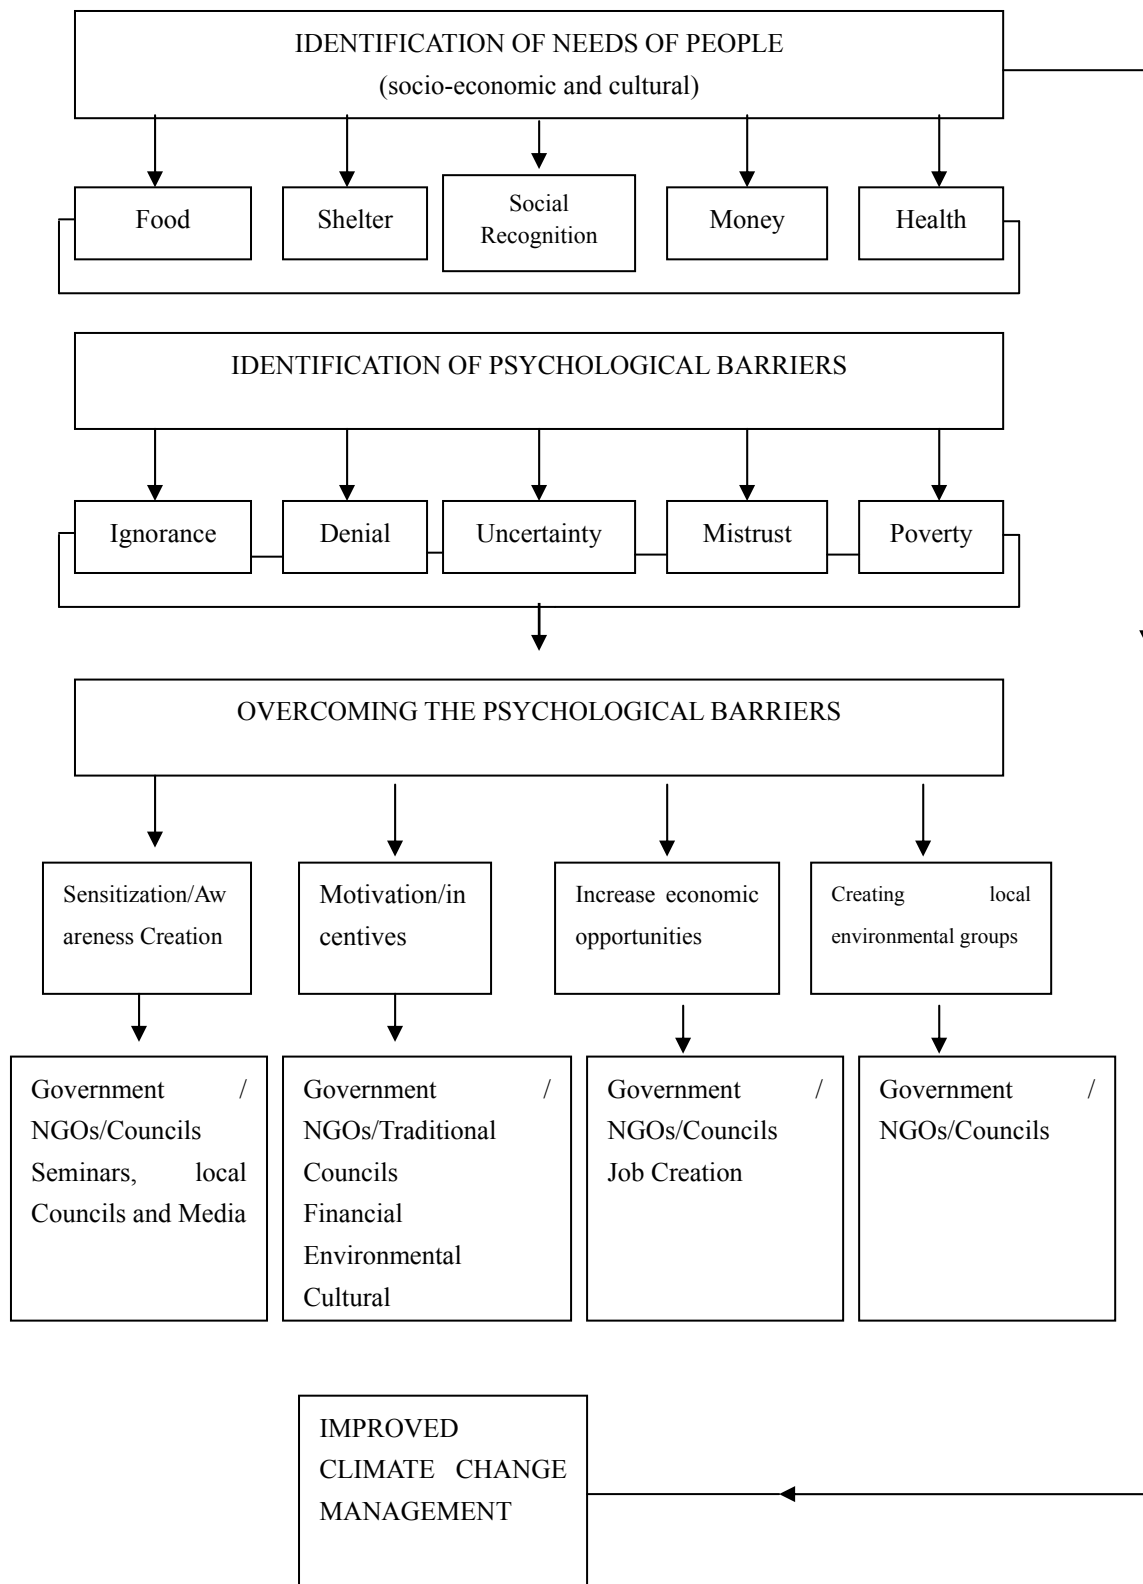 IDENTIFICATION OF NEEDS OF PEOPLE
(socio-economic and cultural)
Food
Shelter
Social
Recognition
Money
Health
IDENTIFICATION OF PSYCHOLOGICAL BARRIERS
Ignorance
Denial
Uncertainty
Mistrust
Poverty
OVERCOMING THE PSYCHOLOGICAL BARRIERS
Sensitization/Aw
areness Creation
Motivation/in
centives
Increase economic
opportunities
Creating local
environmental groups
Government /
NGOs/Councils
Seminars, local
Councils and Media
Government /
NGOs/Traditional
Councils
Financial
Environmental
Cultural
Government /
NGOs/Councils
Job Creation
Government /
NGOs/Councils
IMPROVED
CLIMATE CHANGE
MANAGEMENT